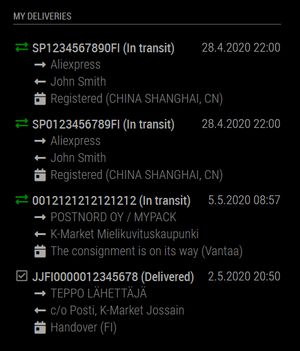 MY DELIVERIES
SP1234567890FI (In transit) 28.4.2020 22:00
Aliexpress
John Smith
Registered (CHINA SHANGHAI, CN)
SP0123456789FI (In transit) 28.4.2020 22:00
Aliexpress
John Smith
Registered (CHINA SHANGHAI, CN)
0012121212121212 (In transit) 5.5.2020 08:57
POSTNORD OY / MYPACK
K-Market Mielikuvituskaupunki
The consignment is on its way (Vantaa)
JJFI0000012345678 (Delivered) 2.5.2020 20:50
TEPPO LÄHETTÄJÄ
c/o Posti, K-Market Jossain
Handover (FI)